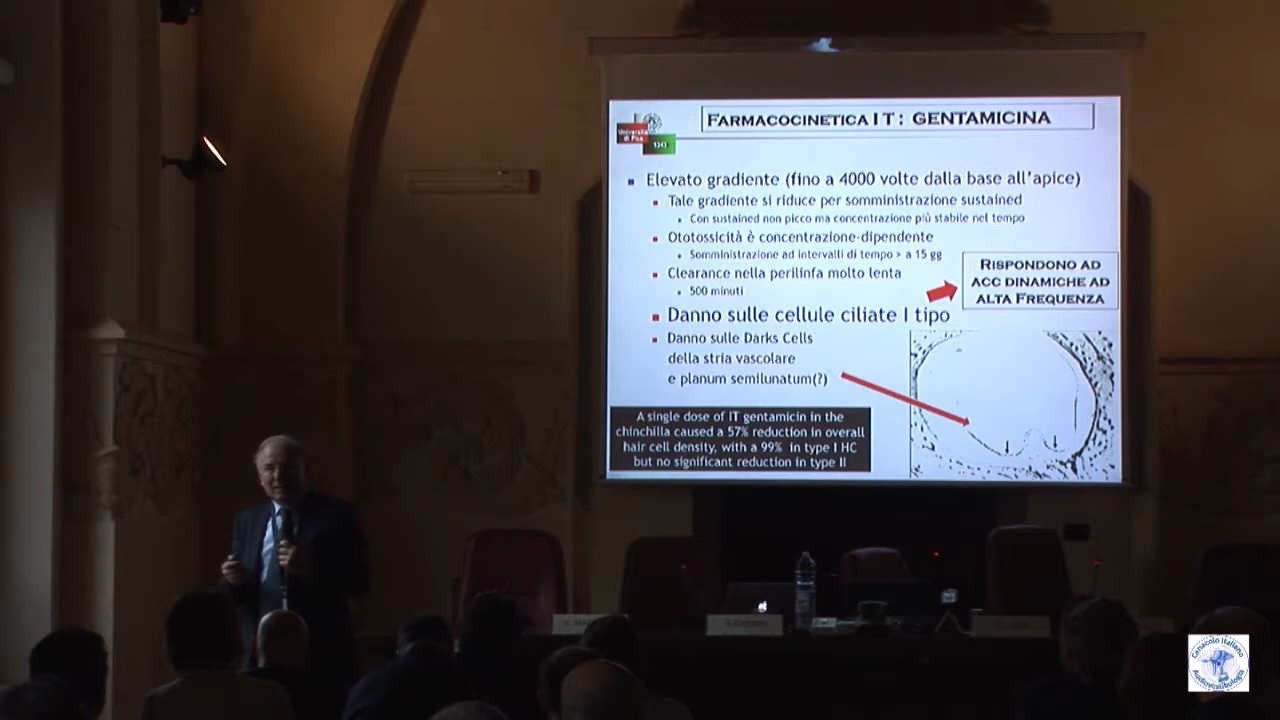 FARMACOCINETICA IT: GENTAMICINA
Università
di Pisa
1343
Elevato gradiente (fino a 4000 volte dalla base all'apice)
Tale gradiente si riduce per somministrazione sustained
Con sustained non picco ma concentrazione più stabile nel tempo
Ototossicità è concentrazione-dipendente
Somministrazione ad intervalli di tempo > a 15 gg
Clearance nella perilinfa molto lenta
500 minuti
Danno sulle cellule ciliate I tipo
RISPONDONO AD
ACC DINAMICHE AD
ALTA FREQUENZA
Danno sulle Darks Cells
della stria vascolare
e planum semilunatum(?)
A single dose of IT gentamicin in the
chinchilla caused a 57% reduction in overall
hair cell density, with a 99% in type I HC
but no significant reduction in type II
Cenacolo Italiano
Audiovestibologia